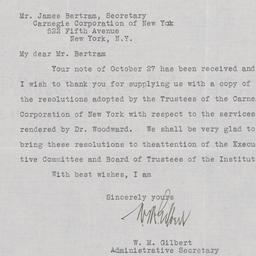 Mr. James Bertram, Secretary
Carnegie Corporation of New York
522 Fifth Avenue
New York, N.Y.
My dear Mr. Bertram
Your note of October 27 has been received and
I wish to thank you for supplying us with a copy of
the resolutions adopted by the Trustees of the Carne
Corporation of New York with respect to the services
rendered by Dr. Woodward. We shall be very glad to
bring these resolutions to theattention of the Execu
tive Committee and Board of Trustees of the Institut
With best wishes, I am
Sincerely yours
W. M. Gilbert
W. M. Gilbert
Administrative Secretary